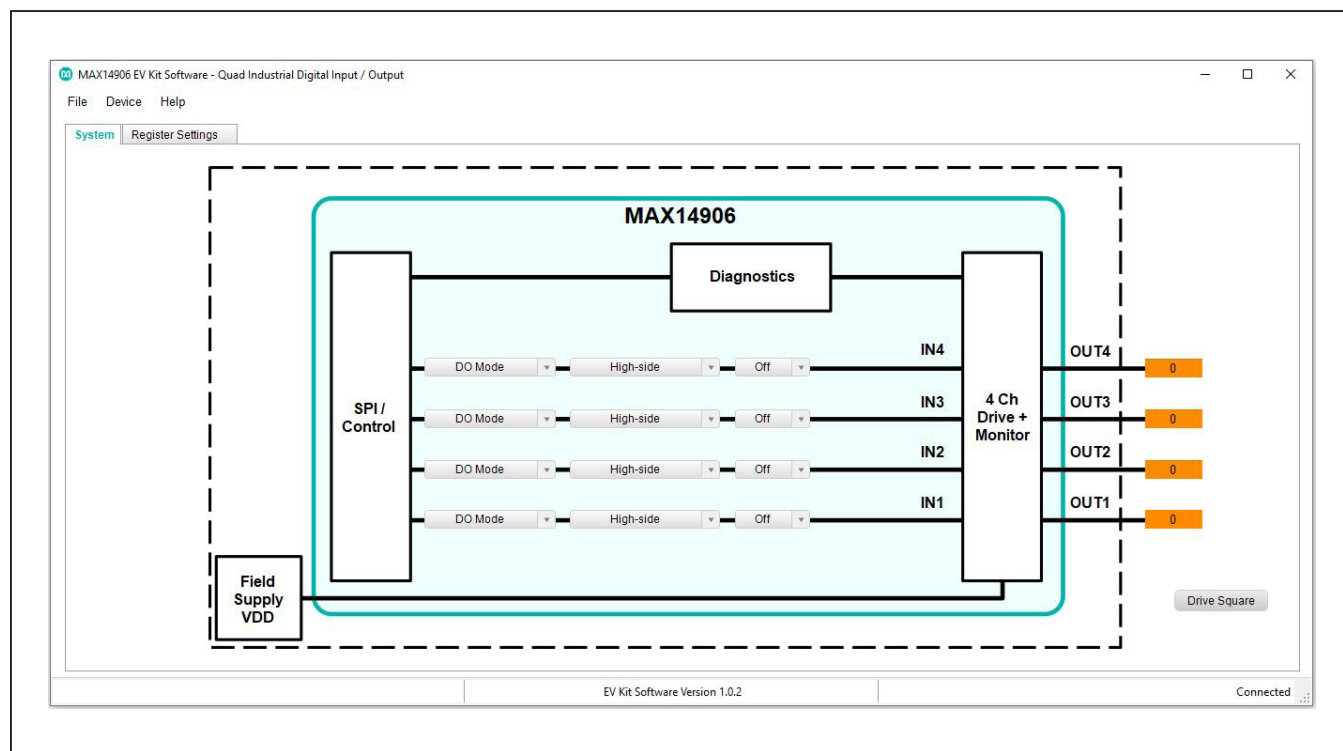 MAX14906 EV Kit Software - Quad Industrial Digital Input / Output
File Device Help
System Register Settings
MAX14906
Diagnostics
SPI /
Control
DO Mode High-side Off IN4 OUT4 0
DO Mode High-side Off IN3 OUT3 0
DO Mode High-side Off IN2 OUT2 0
DO Mode High-side Off IN1 OUT1 0
4 Ch
Drive +
Monitor
Field
Supply
VDD
Drive Square
EV Kit Software Version 1.0.2
Connected